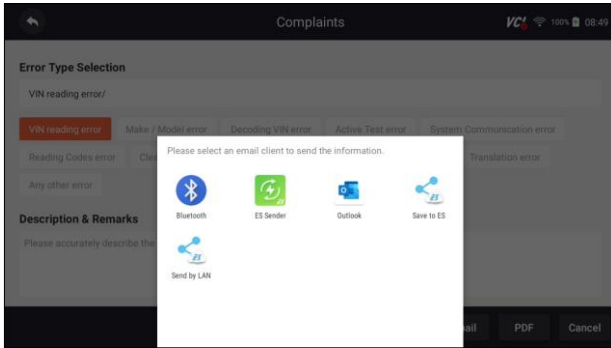 Complaints
VCI 100% 08:49
Error Type Selection
VIN reading error/
VIN reading error Make / Model error Decoding VIN error Active Test error System Communication error
Reading Codes error Translation error
Any other error
Please select an email client to send the information.
Bluetooth ES Sender Outlook Save to ES
Send by LAN
Description & Remarks
Please accurately describe the
PDF Cancel